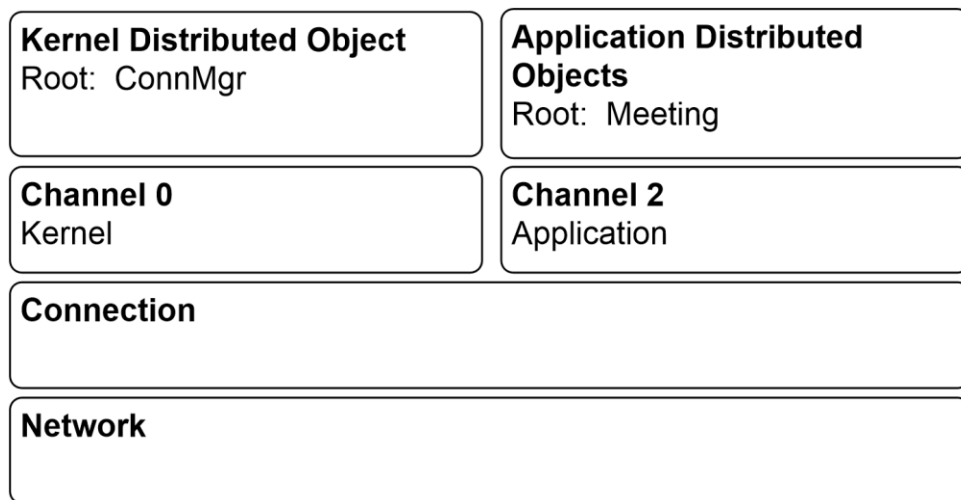 Kernel Distributed Object
Root:  ConnMgr
Application Distributed
Objects
Root:  Meeting
Channel 0
Kernel
Channel 2
Application
Connection
Network